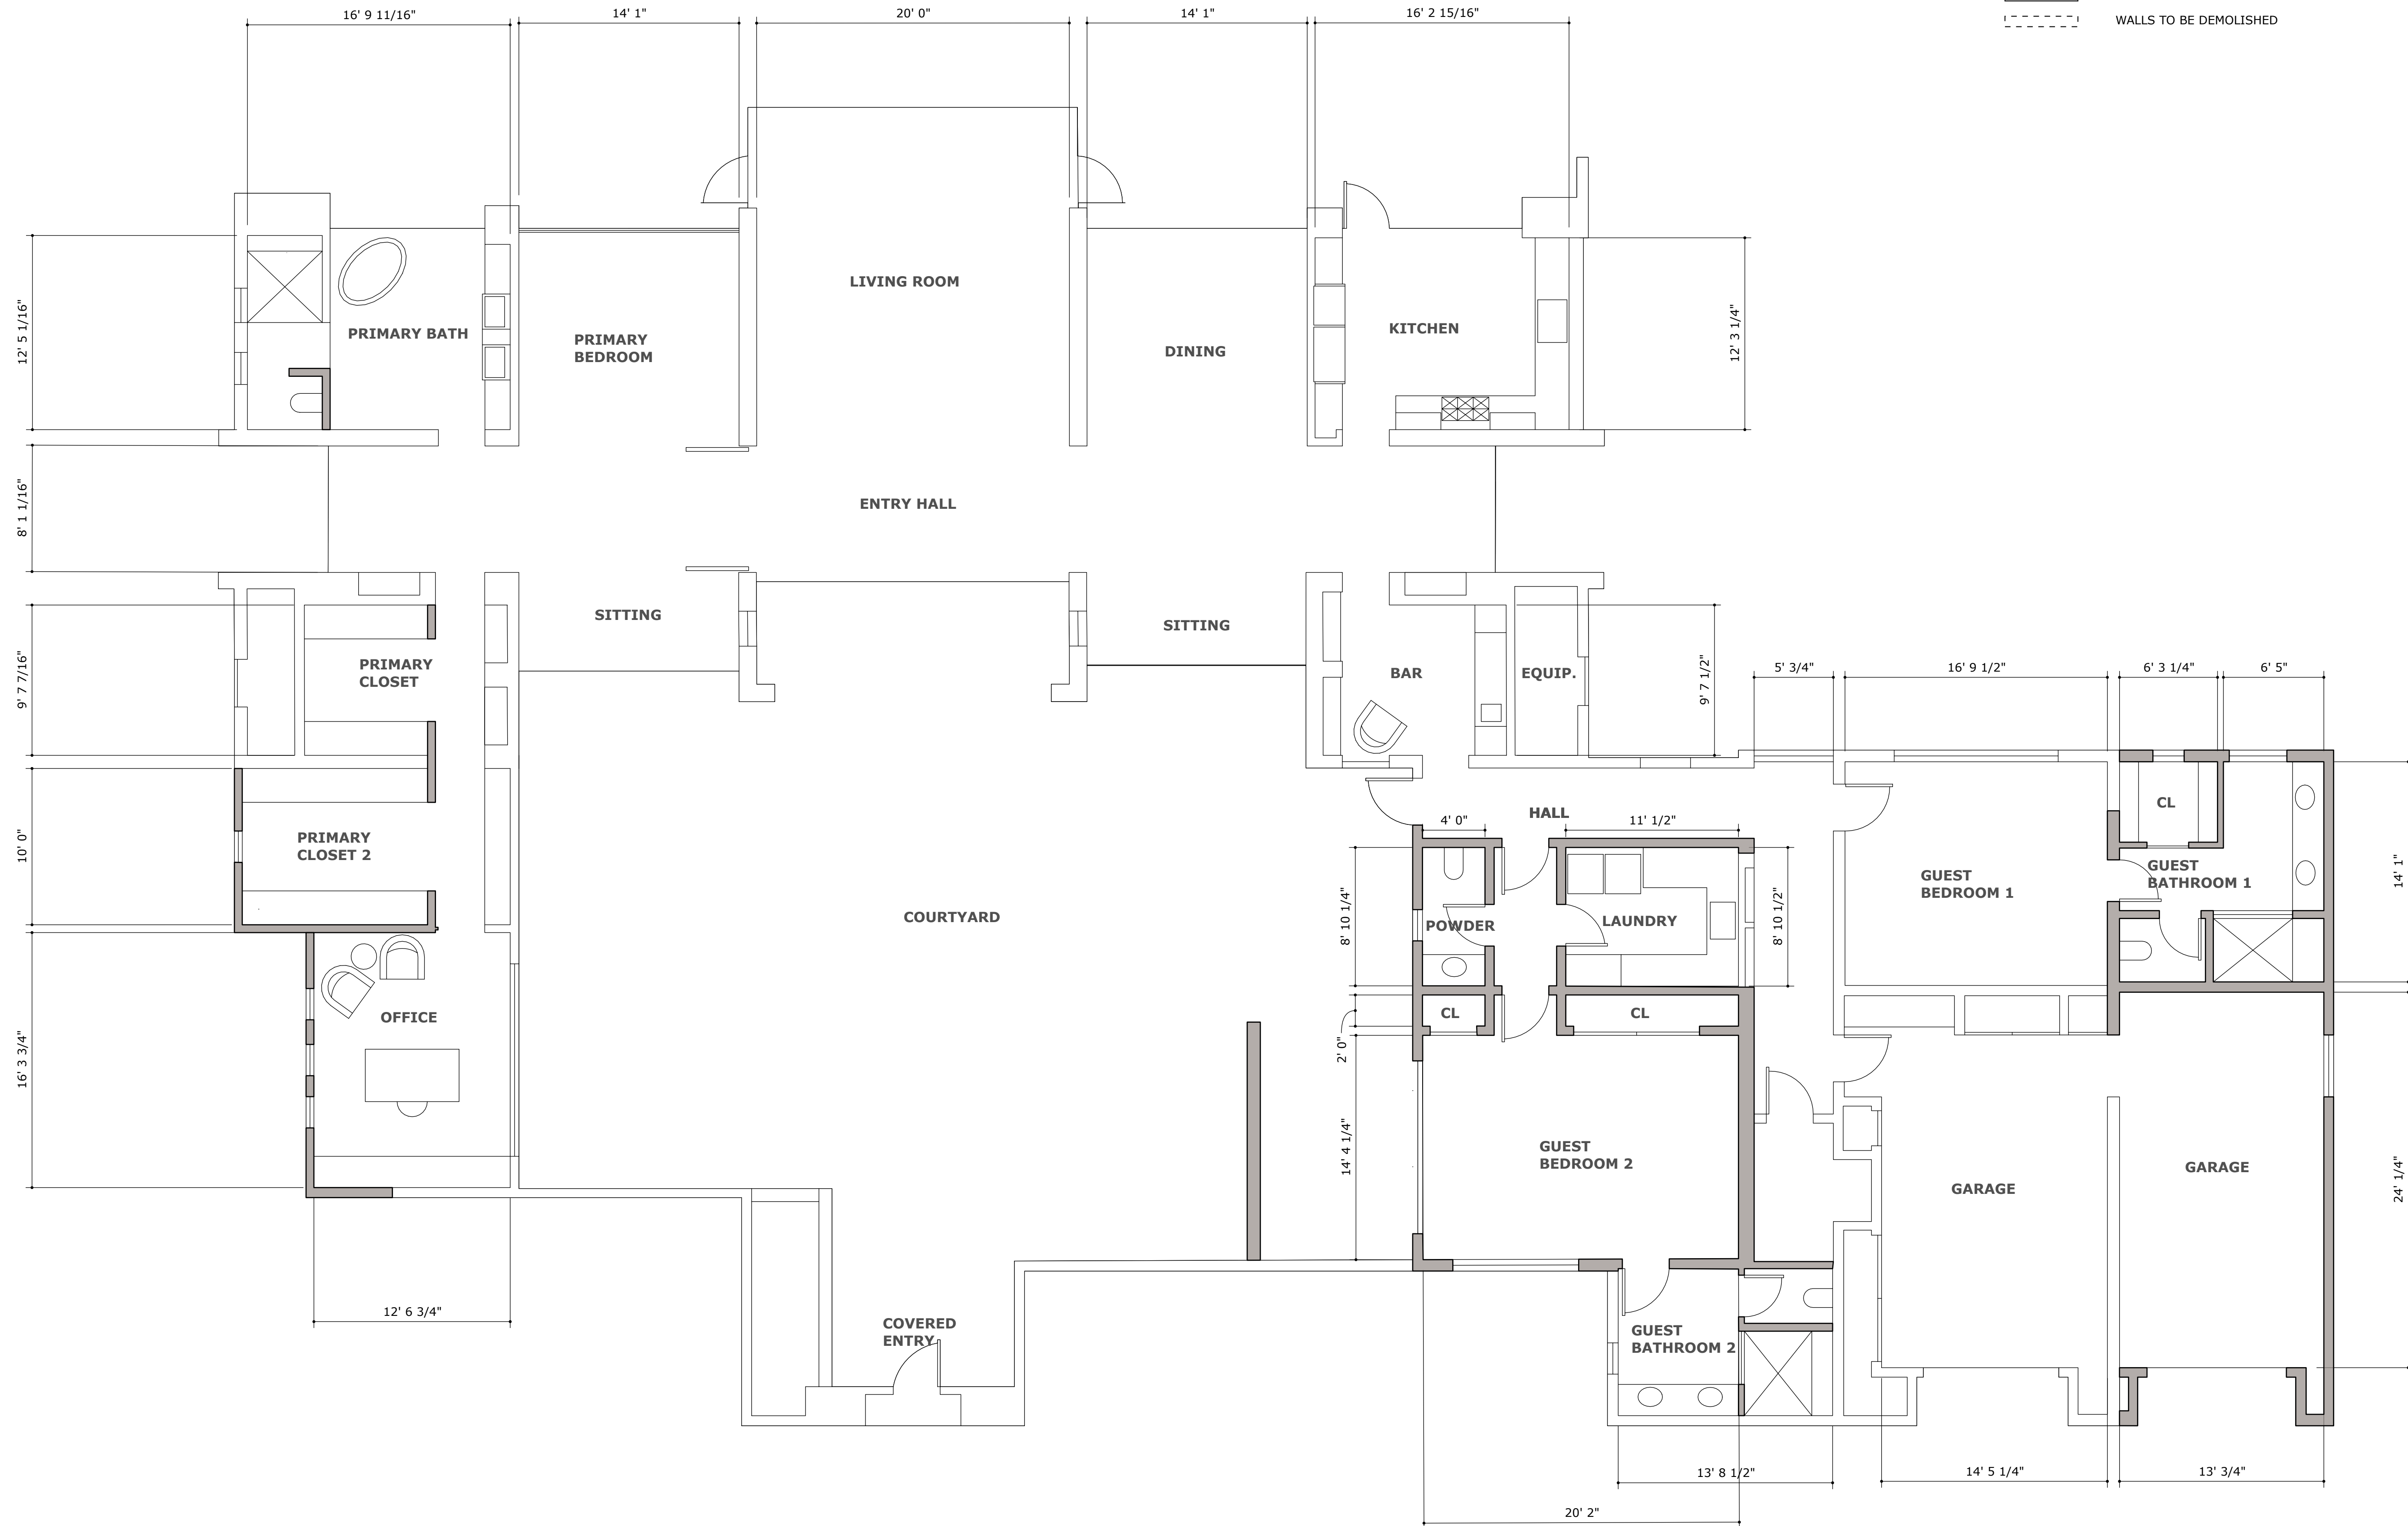 WALLS TO BE DEMOLISHED
16' 9 11/16"
14' 1"
20' 0"
14' 1"
16' 2 15/16"
LIVING ROOM
PRIMARY BATH
PRIMARY
BEDROOM
DINING
KITCHEN
12' 5 1/16"
12' 3 1/4"
8' 1 1/16"
ENTRY HALL
SITTING
SITTING
PRIMARY
CLOSET
BAR
EQUIP.
9' 7 7/16"
9' 7 1/2"
5' 3/4"
16' 9 1/2"
6' 3 1/4"
6' 5"
PRIMARY
CLOSET 2
10' 0"
HALL
4' 0"
11' 1/2"
CL
GUEST
BEDROOM 1
GUEST
BATHROOM 1
14' 1"
COURTYARD
8' 10 1/4"
POWDER
LAUNDRY
8' 10 1/2"
OFFICE
16' 3 3/4"
CL
CL
2' 0"
14' 4 1/4"
GUEST
BEDROOM 2
GARAGE
GARAGE
24' 1/4"
12' 6 3/4"
COVERED
ENTRY
GUEST
BATHROOM 2
13' 8 1/2"
14' 5 1/4"
13' 3/4"
20' 2"